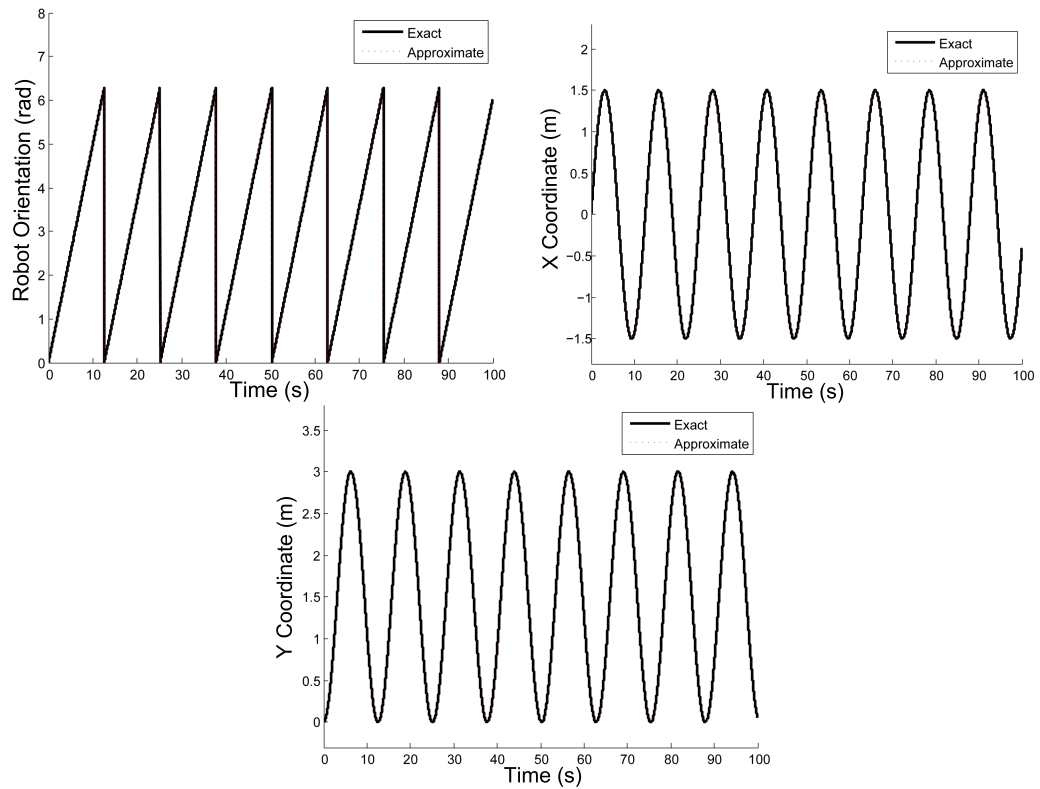 8
7
6
5
4
3
2
1
0
Robot Orientation (rad)
Exact
Approximate
0 10 20 30 40 50 60 70 80 90 100
Time (s)
2
1.5
1
0.5
0
−0.5
−1
−1.5
X Coordinate (m)
Exact
Approximate
0 10 20 30 40 50 60 70 80 90 100
Time (s)
3.5
3
2.5
2
1.5
1
0.5
0
Y Coordinate (m)
Exact
Approximate
0 10 20 30 40 50 60 70 80 90 100
Time (s)